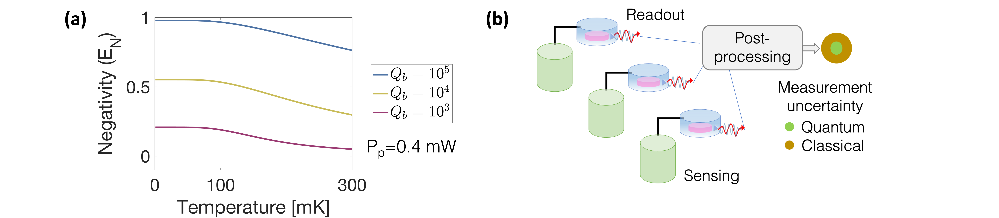 (a)
1
0.5
0
Negativity (E_N)
0
100
300
Temperature [mK]
Q_b = 10^5
Q_b = 10^4
Q_b = 10^3
P_p=0.4 mW
(b)
Readout
Post-
processing
Measurement
uncertainty
Quantum
Classical
Sensing